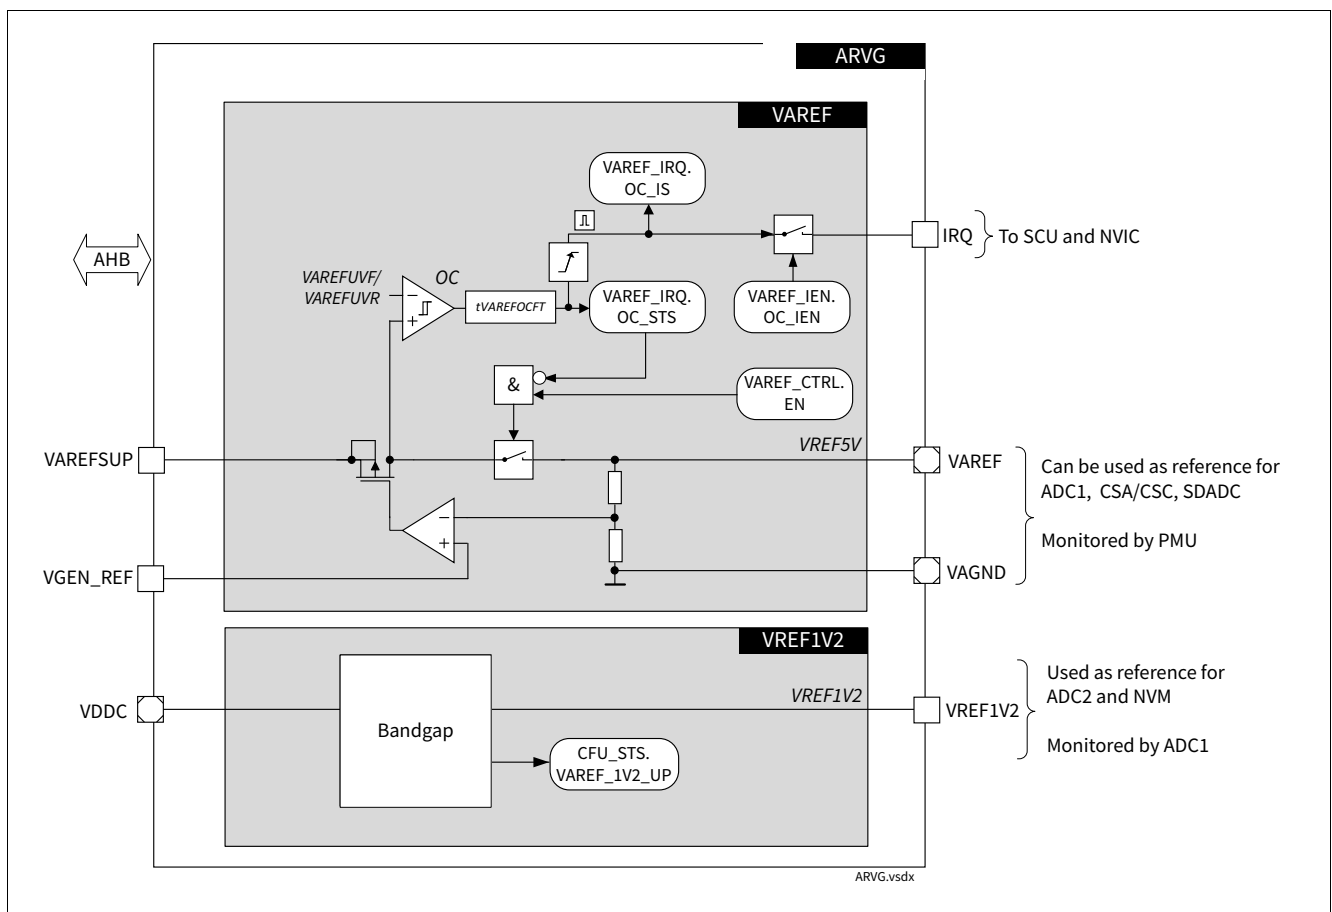 ARVG
VAREF
VAREF_IRQ.
OC_IS
IRQ
To SCU and NVIC
AHB
VAREFUVF/
VAREFUVR
OC
−
+
tVAREFOCFT
VAREF_IRQ.
OC_STS
VAREF_IEN.
OC_IEN
&
VAREF_CTRL.
EN
VREF5V
VAREFSUP
VAREF
Can be used as reference for
ADC1, CSA/CSC, SDADC
Monitored by PMU
−
+
VGEN_REF
VAGND
VREF1V2
VDDC
Bandgap
VREF1V2
VREF1V2
Used as reference for
ADC2 and NVM
Monitored by ADC1
CFU_STS.
VAREF_1V2_UP
ARVG.vsdx